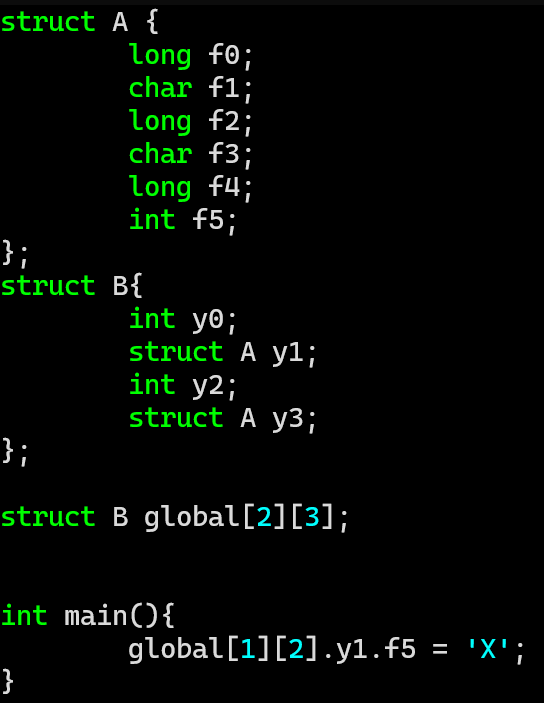 struct A {
        long f0;
        char f1;
        long f2;
        char f3;
        long f4;
        int f5;
};
struct B{
        int y0;
        struct A y1;
        int y2;
        struct A y3;
};

struct B global[2][3];


int main(){
        global[1][2].y1.f5 = 'X';
}